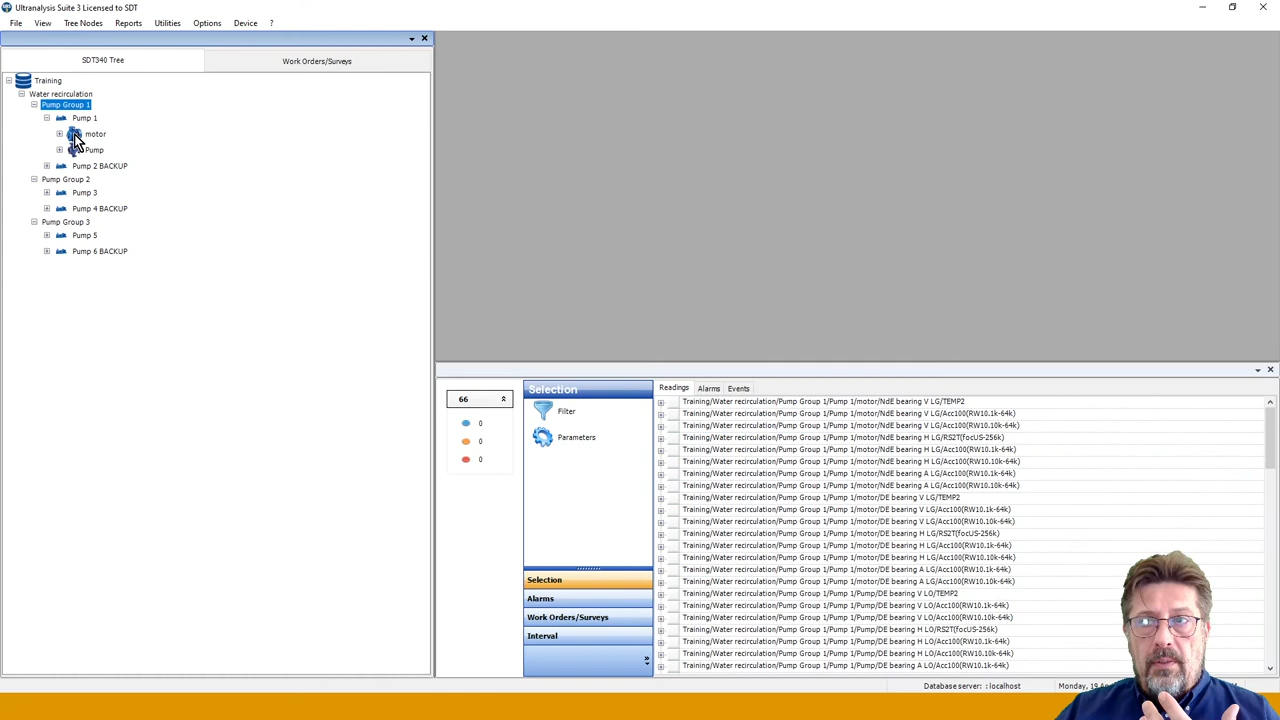 Ultranalysis Suite 3 Licensed to SDT
File View Tree Nodes Reports Utilities Options Device ?
SDT340 Tree Work Orders/Surveys
Training
Water recirculation
Pump Group 1
Pump 1
motor
Pump
Pump 2 BACKUP
Pump Group 2
Pump 3
Pump 4 BACKUP
Pump Group 3
Pump 5
Pump 6 BACKUP
66
0
0
0
Selection
Filter
Parameters
Selection
Alarms
Work Orders/Surveys
Interval
Readings Alarms Events
Training/Water recirculation/Pump Group 1/Pump 1/motor/NdE bearing V LG/TEMP2
Training/Water recirculation/Pump Group 1/Pump 1/motor/NdE bearing V LG/Acc100(RW10.1k-64k)
Training/Water recirculation/Pump Group 1/Pump 1/motor/NdE bearing V LG/Acc100(RW10.10k-64k)
Training/Water recirculation/Pump Group 1/Pump 1/motor/NdE bearing H LG/RS2T(focUS-256k)
Training/Water recirculation/Pump Group 1/Pump 1/motor/NdE bearing H LG/Acc100(RW10.1k-64k)
Training/Water recirculation/Pump Group 1/Pump 1/motor/NdE bearing H LG/Acc100(RW10.10k-64k)
Training/Water recirculation/Pump Group 1/Pump 1/motor/NdE bearing A LG/Acc100(RW10.1k-64k)
Training/Water recirculation/Pump Group 1/Pump 1/motor/NdE bearing A LG/Acc100(RW10.10k-64k)
Training/Water recirculation/Pump Group 1/Pump 1/motor/DE bearing V LG/TEMP2
Training/Water recirculation/Pump Group 1/Pump 1/motor/DE bearing V LG/Acc100(RW10.1k-64k)
Training/Water recirculation/Pump Group 1/Pump 1/motor/DE bearing V LG/Acc100(RW10.10k-64k)
Training/Water recirculation/Pump Group 1/Pump 1/motor/DE bearing H LG/RS2T(focUS-256k)
Training/Water recirculation/Pump Group 1/Pump 1/motor/DE bearing H LG/Acc100(RW10.1k-64k)
Training/Water recirculation/Pump Group 1/Pump 1/motor/DE bearing H LG/Acc100(RW10.10k-64k)
Training/Water recirculation/Pump Group 1/Pump 1/motor/DE bearing A LG/Acc100(RW10.1k-64k)
Training/Water recirculation/Pump Group 1/Pump 1/motor/DE bearing A LG/Acc100(RW10.10k-64k)
Training/Water recirculation/Pump Group 1/Pump 1/Pump/DE bearing V LO/TEMP2
Training/Water recirculation/Pump Group 1/Pump 1/Pump/DE bearing V LO/Acc100(RW10.1k-64k)
Training/Water recirculation/Pump Group 1/Pump 1/Pump/DE bearing V LO/Acc100(RW10.10k-64k)
Training/Water recirculation/Pump Group 1/Pump 1/Pump/DE bearing H LO/RS2T(focUS-256k)
Training/Water recirculation/Pump Group 1/Pump 1/Pump/DE bearing H LO/Acc100(RW10.1k-64k)
Training/Water recirculation/Pump Group 1/Pump 1/Pump/DE bearing H LO/Acc100(RW10.10k-64k)
Training/Water recirculation/Pump Group 1/Pump 1/Pump/DE bearing A LO/Acc100(RW10.1k-64k)
Database server: : localhost Monday, 19